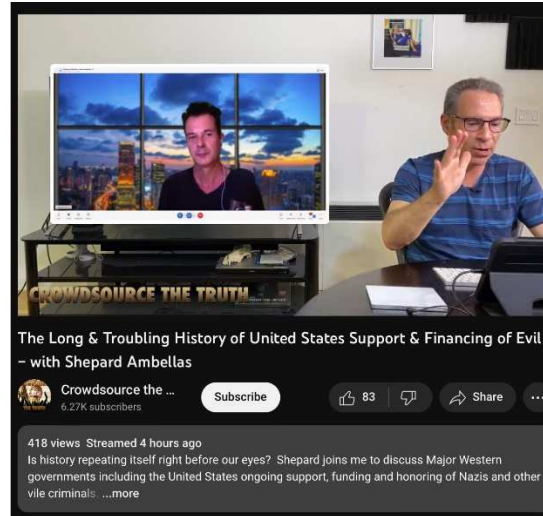 CROWDSOURCE THE TRUTH
The Long & Troubling History of United States Support & Financing of Evil
– with Shepard Ambellas
Crowdsource the ...
6.27K subscribers
Subscribe
83
Share
...
418 views Streamed 4 hours ago
Is history repeating itself right before our eyes? Shepard joins me to discuss Major Western
governments including the United States ongoing support, funding and honoring of Nazis and other
vile criminals. ...more